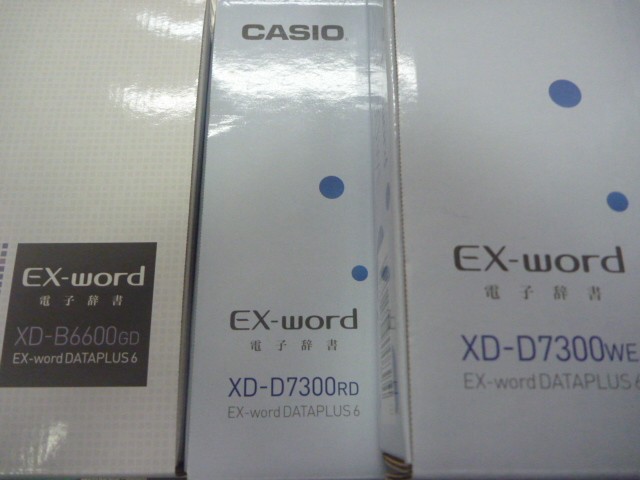 EX-word
電子辞書
XD-B6600GD
EX-word DATAPLUS 6
CASIO
EX-word
電子辞書
XD-D7300RD
EX-word DATAPLUS 6
EX-word
電子辞書
XD-D7300WE
EX-word DATAPLUS 6